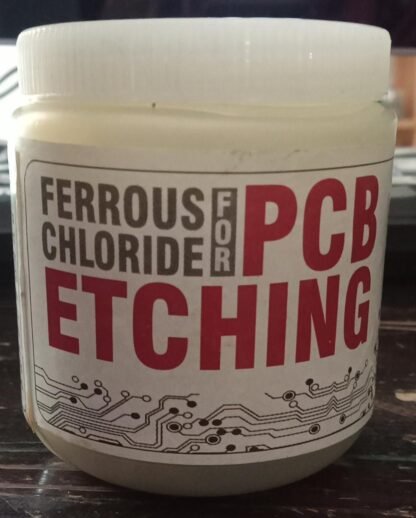 FERROUS
CHLORIDE
FOR
PCB
ETCHING